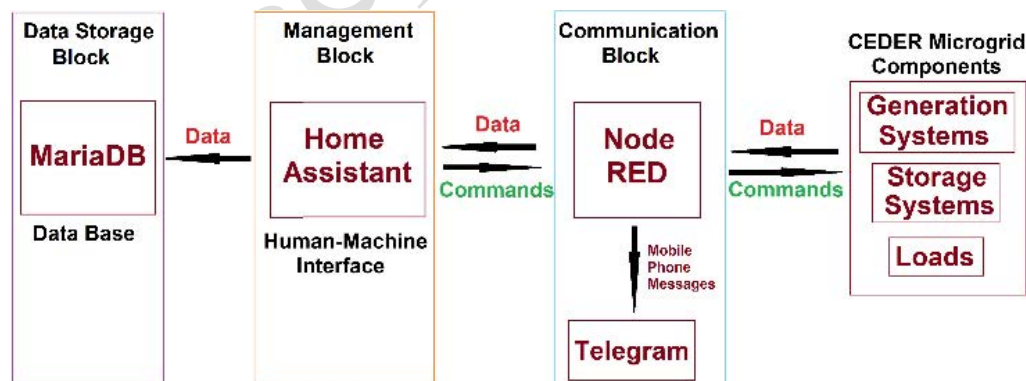 Data Storage
Block
MariaDB
Data Base
Data
Management
Block
Home
Assistant
Human-Machine
Interface
Data
Commands
Communication
Block
Node
RED
Mobile
Phone
Messages
Telegram
Data
Commands
CEDER Microgrid
Components
Generation
Systems
Storage
Systems
Loads